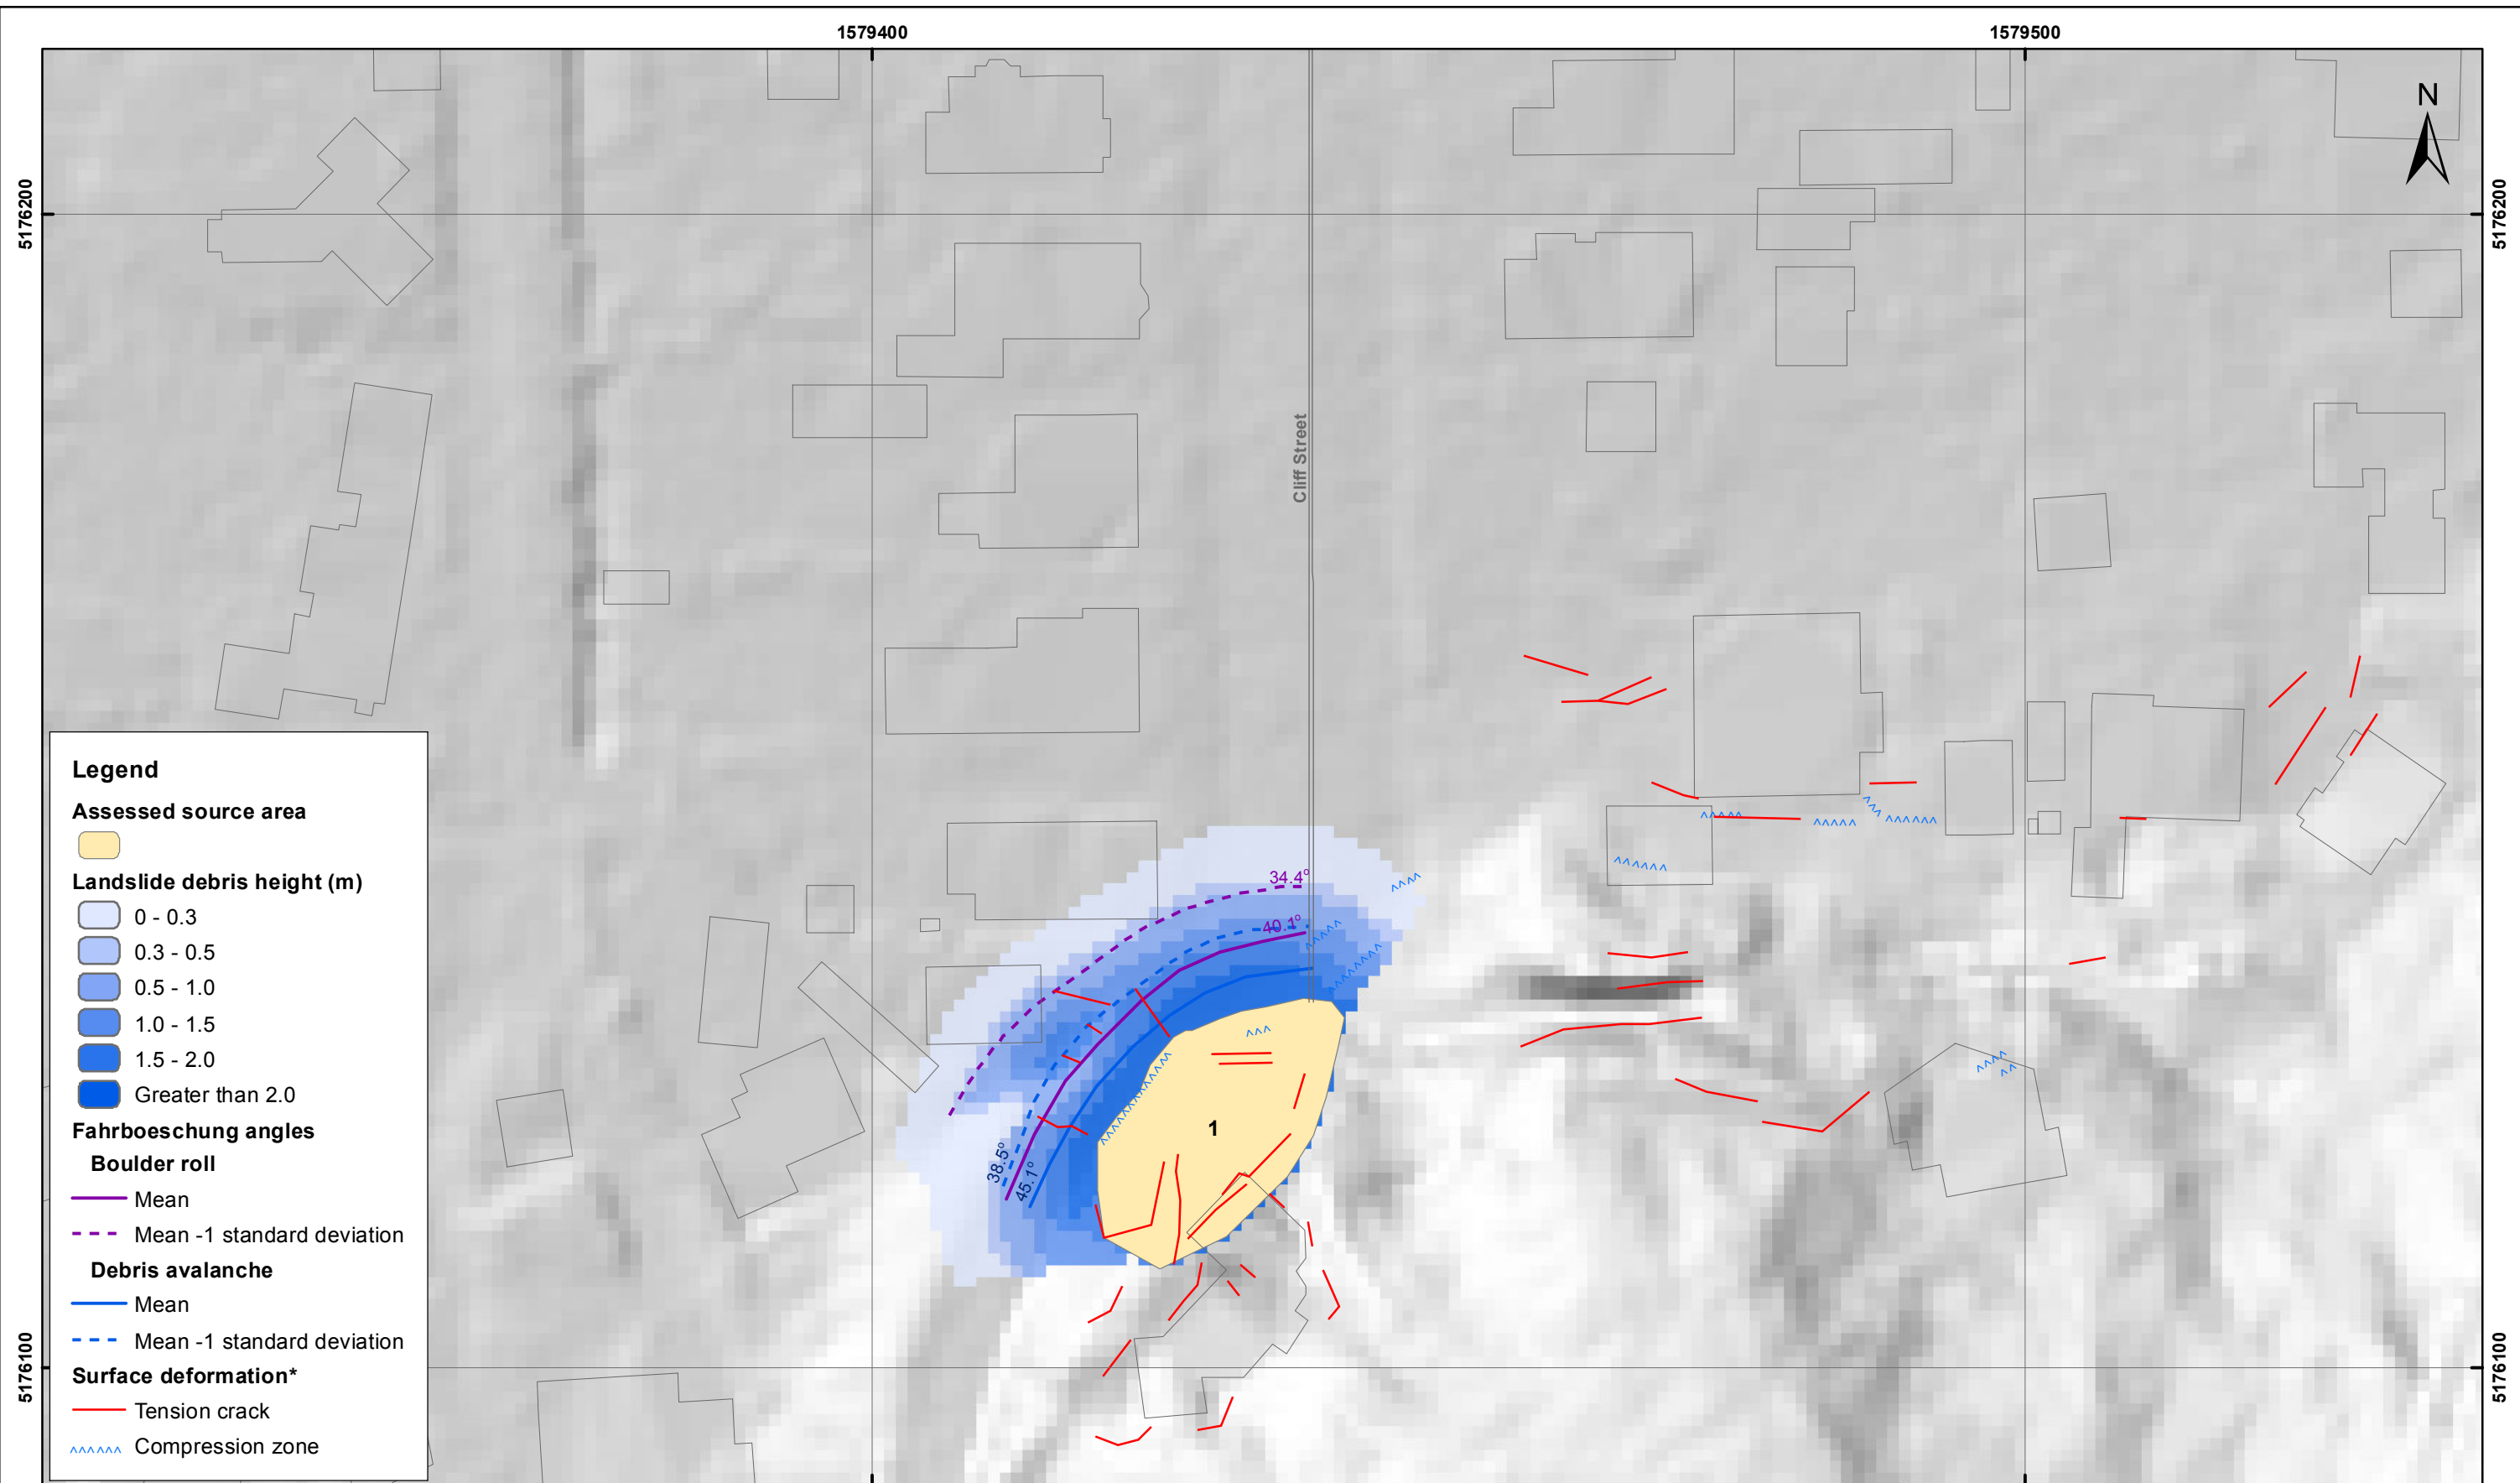 1579400
1579500
N
5176200
5176200
Cliff Street
34.4°
40.1°
38.5°
45.1°
1
5176100
5176100
Legend
Assessed source area
Landslide debris height (m)
0 - 0.3
0.3 - 0.5
0.5 - 1.0
1.0 - 1.5
1.5 - 2.0
Greater than 2.0
Fahrboeschung angles
Boulder roll
Mean
Mean -1 standard deviation
Debris avalanche
Mean
Mean -1 standard deviation
Surface deformation*
Tension crack
Compression zone